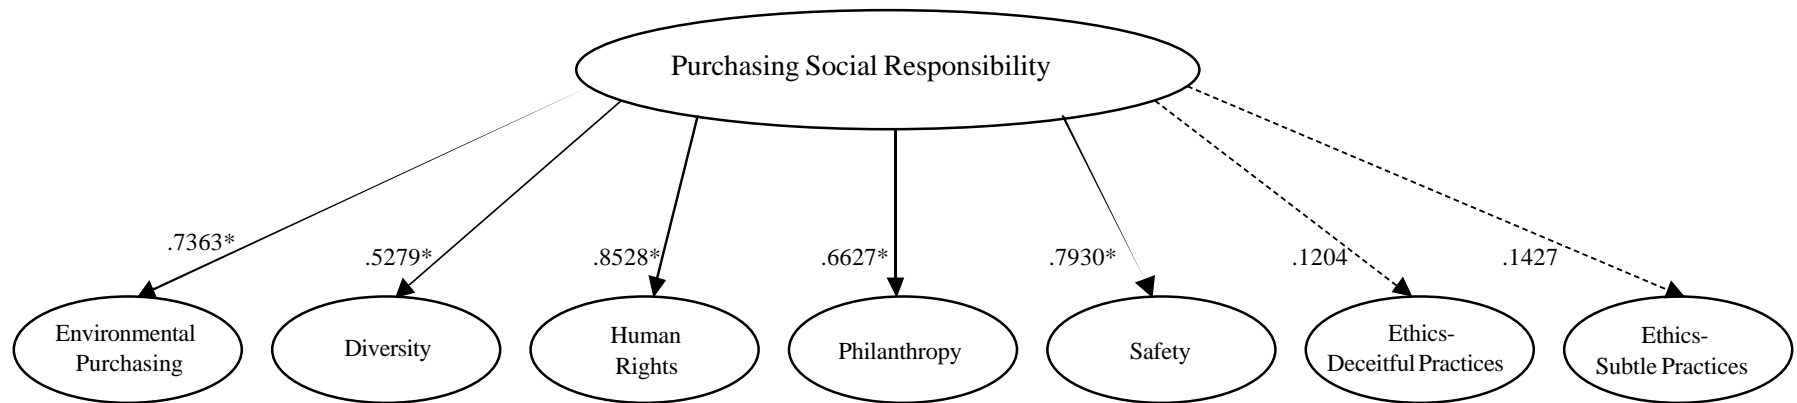 Purchasing Social Responsibility
.7363*
.5279*
.8528*
.6627*
.7930*
.1204
.1427
Environmental
Purchasing
Diversity
Human
Rights
Philanthropy
Safety
Ethics-
Deceitful Practices
Ethics-
Subtle Practices